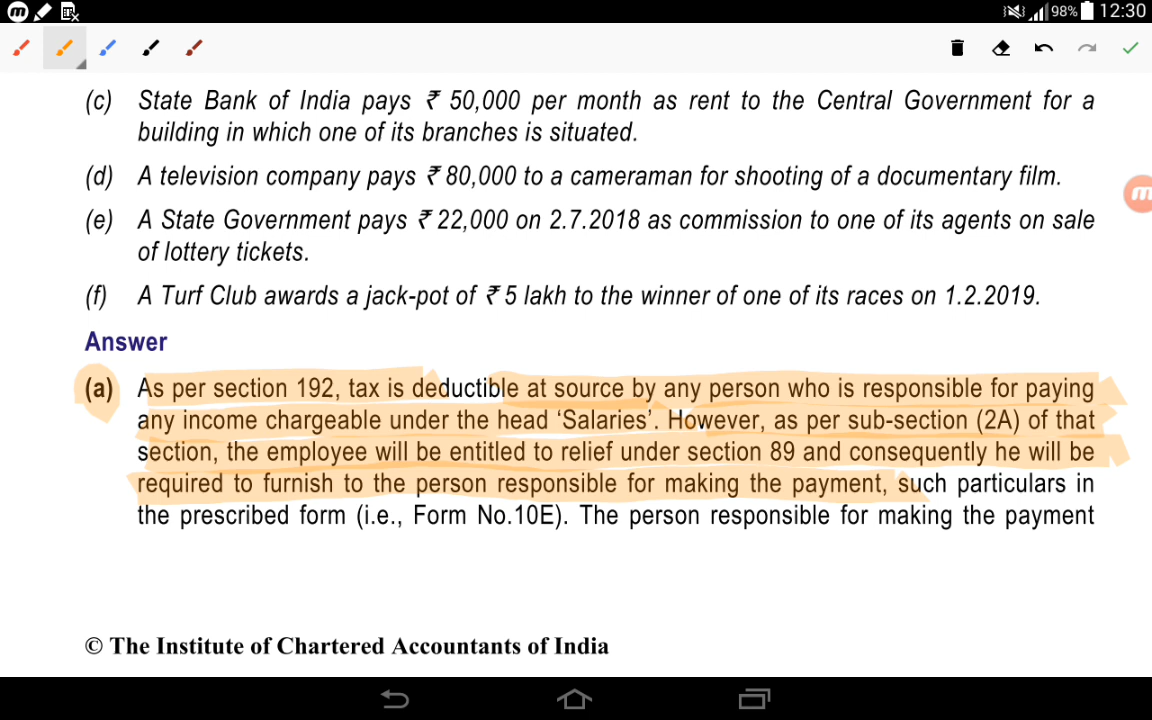 98% 12:30
(c) State Bank of India pays ₹ 50,000 per month as rent to the Central Government for a
building in which one of its branches is situated.
(d) A television company pays ₹ 80,000 to a cameraman for shooting of a documentary film.
(e) A State Government pays ₹ 22,000 on 2.7.2018 as commission to one of its agents on sale
of lottery tickets.
(f) A Turf Club awards a jack-pot of ₹ 5 lakh to the winner of one of its races on 1.2.2019.
Answer
(a) As per section 192, tax is deductible at source by any person who is responsible for paying
any income chargeable under the head ‘Salaries’. However, as per sub-section (2A) of that
section, the employee will be entitled to relief under section 89 and consequently he will be
required to furnish to the person responsible for making the payment, such particulars in
the prescribed form (i.e., Form No.10E). The person responsible for making the payment
© The Institute of Chartered Accountants of India